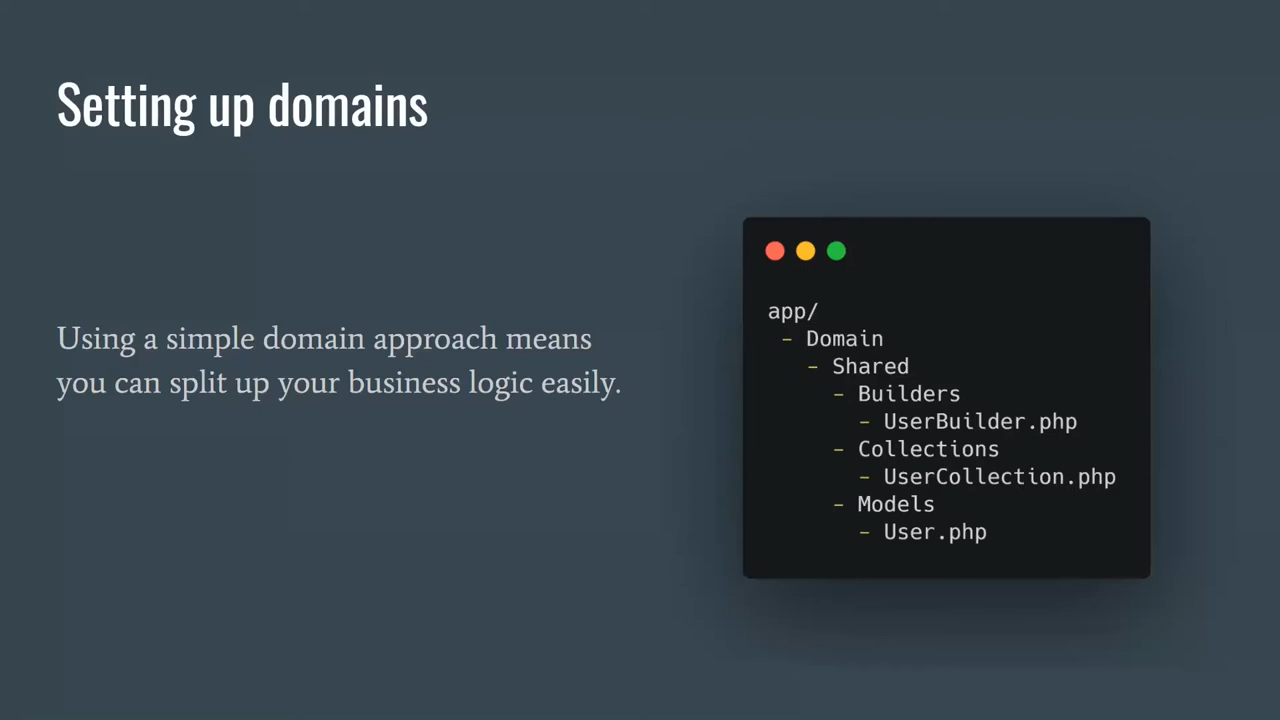 Setting up domains
Using a simple domain approach means
you can split up your business logic easily.
app/
- Domain
- Shared
- Builders
- UserBuilder.php
- Collections
- UserCollection.php
- Models
- User.php